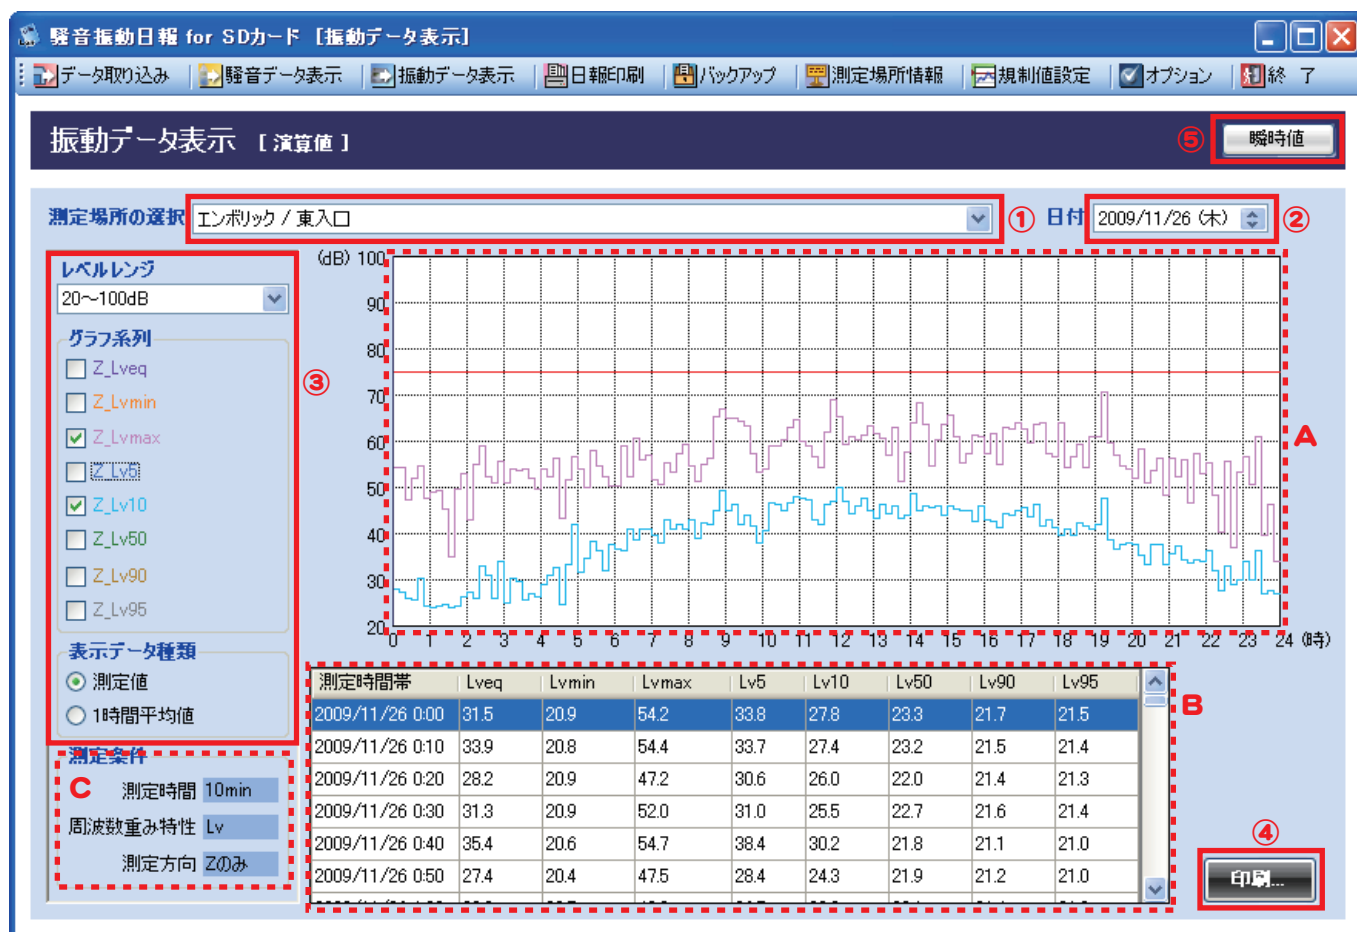 騒音振動日報 for SDカード [振動データ表示]
データ取り込み 騒音データ表示 振動データ表示 日報印刷 バックアップ 測定場所情報 規制値設定 オプション 終 了
振動データ表示 [ 演算値 ] ⑤ 瞬時値
測定場所の選択 エンボリック / 東入口 ① 日付 2009/11/26 (木) ②
レベルレンジ
20～100dB
グラフ系列
Z_Lveq
Z_Lvmin
Z_Lvmax
Z_Lv5
Z_Lv10
Z_Lv50
Z_Lv90
Z_Lv95
③
表示データ種類
測定値
1時間平均値
測定条件
C
測定時間 10min
周波数重み特性 Lv
測定方向 Zのみ
(dB) 100
90
80
70
60
50
40
30
20
0 1 2 3 4 5 6 7 8 9 10 11 12 13 14 15 16 17 18 19 20 21 22 23 24 (時)
A
測定時間帯 Lveq Lvmin Lvmax Lv5 Lv10 Lv50 Lv90 Lv95
2009/11/26 0:00 31.5 20.9 54.2 33.8 27.8 23.3 21.7 21.5
2009/11/26 0:10 33.9 20.8 54.4 33.7 27.4 23.2 21.5 21.4
2009/11/26 0:20 28.2 20.9 47.2 30.6 26.0 22.0 21.4 21.3
2009/11/26 0:30 31.3 20.9 52.0 31.0 25.5 22.7 21.6 21.4
2009/11/26 0:40 35.4 20.6 54.7 38.4 30.2 21.8 21.1 21.0
2009/11/26 0:50 27.4 20.4 47.5 28.4 24.3 21.9 21.2 21.0
B
④
印刷...